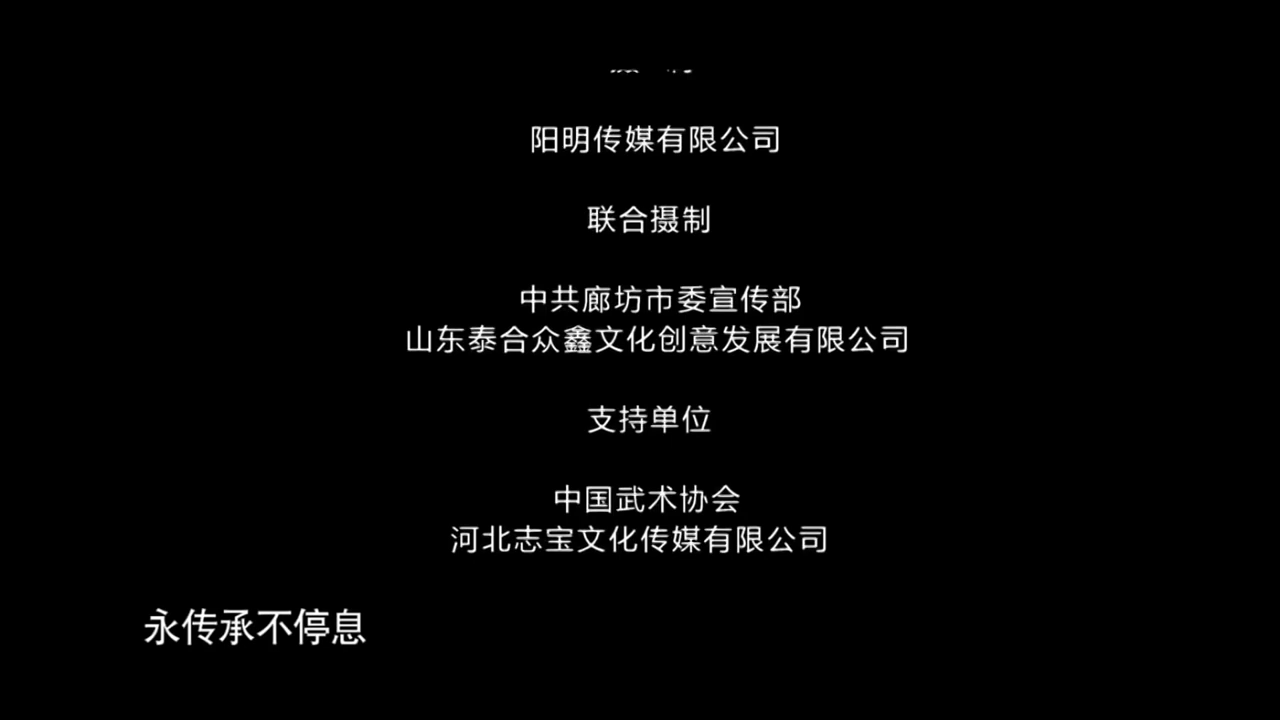 阳明传媒有限公司
联合摄制
中共廊坊市委宣传部
山东泰合众鑫文化创意发展有限公司
支持单位
中国武术协会
河北志宝文化传媒有限公司
永传承不停息